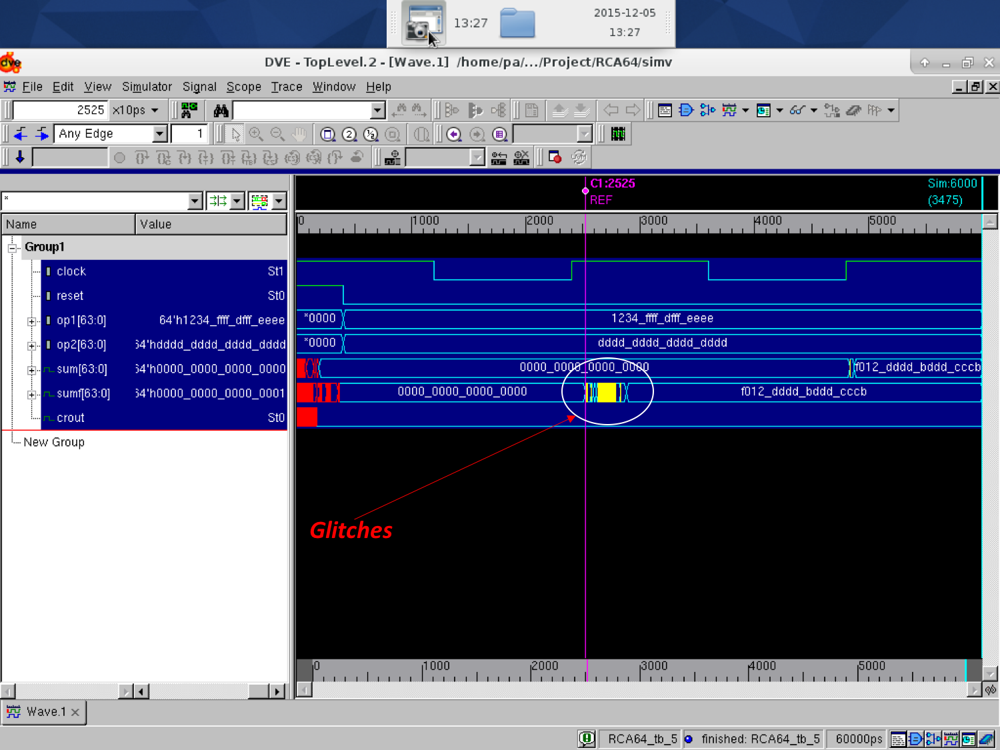 13:27
2015-12-05
13:27
dve
DVE - TopLevel.2 - [Wave.1] /home/pa/.../Project/RCA64/simv
File Edit View Simulator Signal Scope Trace Window Help
2525 x10ps
Any Edge 1
C1:2525
REF
Sim:6000
(3475)
*
Name Value
0 1000 2000 3000 4000 5000
Group1
clock St1
reset St0
op1[63:0] 64'h1234_ffff_dfff_eeee *0000 1234_ffff_dfff_eeee
op2[63:0] 64'hdddd_dddd_dddd_dddd *0000 dddd_dddd_dddd_dddd
sum[63:0] 64'h0000_0000_0000_0000 0000_0000_0000_0000 f012_dddd_bddd_cccb
sumf[63:0] 64'h0000_0000_0000_0001 0000_0000_0000_0000 f012_dddd_bddd_cccb
crout St0
New Group
Glitches
0 1000 2000 3000 4000 5000
Wave.1
RCA64_tb_5 finished: RCA64_tb_5 60000ps